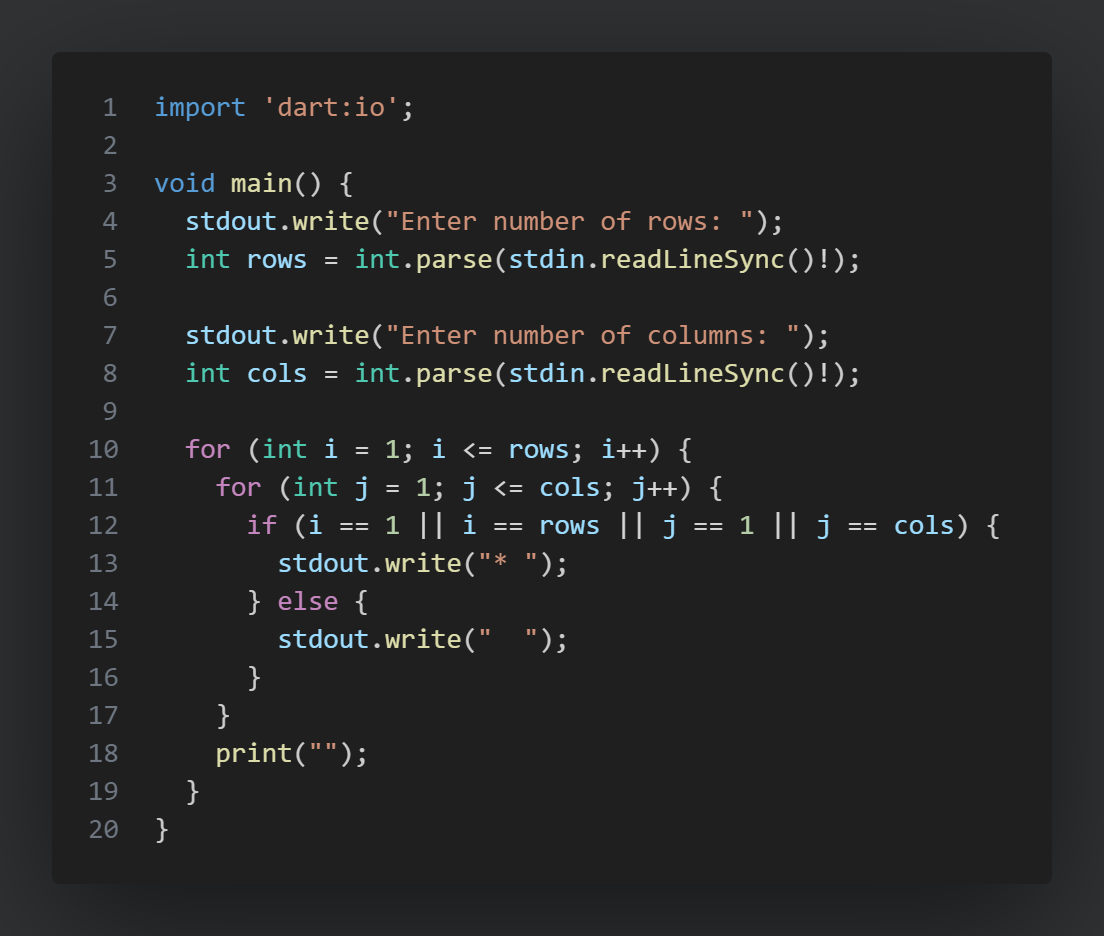 1 import 'dart:io';
2
3 void main() {
4   stdout.write("Enter number of rows: ");
5   int rows = int.parse(stdin.readLineSync()!);
6
7   stdout.write("Enter number of columns: ");
8   int cols = int.parse(stdin.readLineSync()!);
9
10   for (int i = 1; i <= rows; i++) {
11     for (int j = 1; j <= cols; j++) {
12       if (i == 1 || i == rows || j == 1 || j == cols) {
13         stdout.write("* ");
14       } else {
15         stdout.write("  ");
16       }
17     }
18     print("");
19   }
20 }